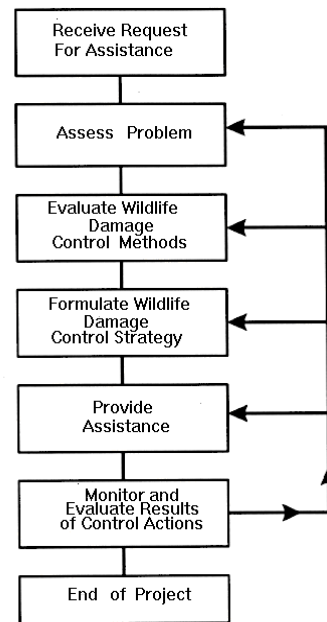 Receive Request
For Assistance
Assess Problem
Evaluate Wildlife
Damage
Control Methods
Formulate Wildlife
Damage
Control Strategy
Provide
Assistance
Monitor and
Evaluate Results
of Control Actions
End of Project